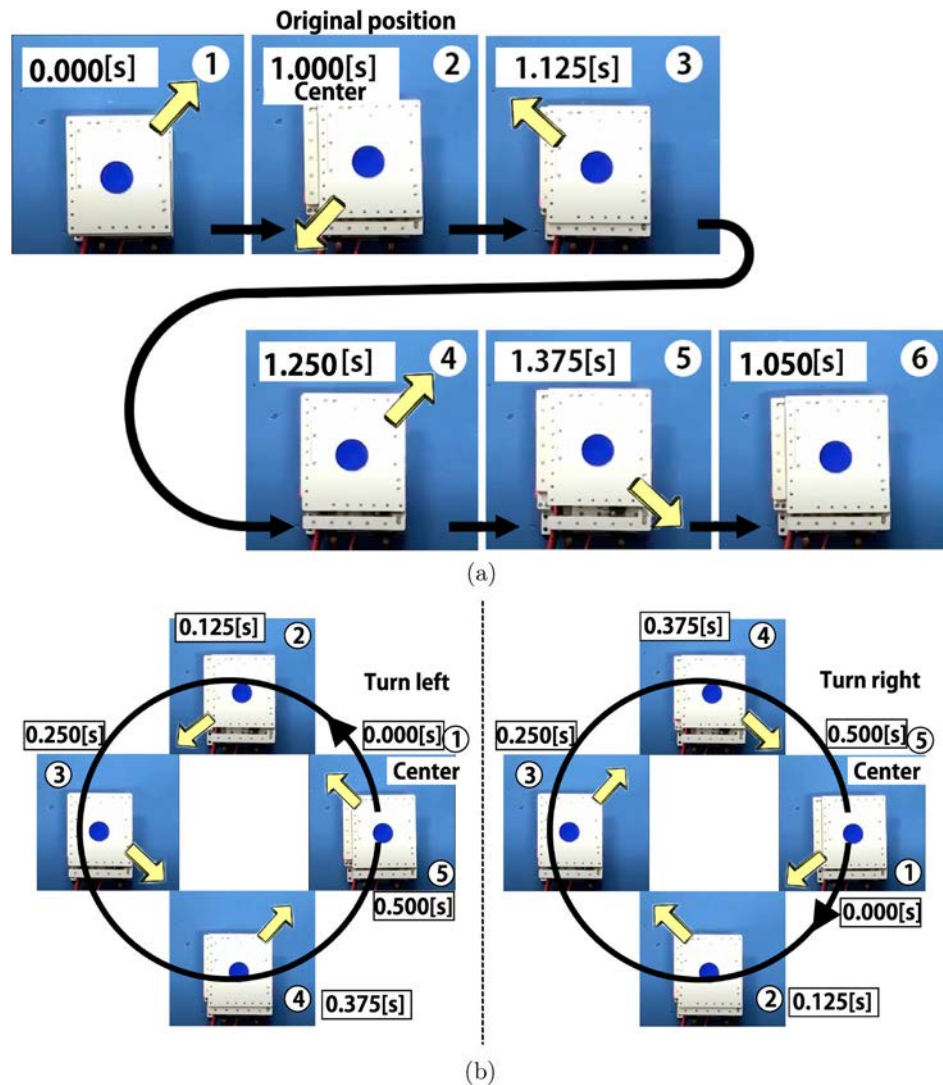 Original position
0.000[s] 1
1.000[s] 2
Center
1.125[s] 3
1.250[s] 4
1.375[s] 5
1.050[s] 6
(a)
0.125[s] 2
Turn left
0.250[s]
0.000[s] 1
3
Center
5
0.500[s]
4
0.375[s]
0.375[s] 4
Turn right
0.250[s]
0.500[s] 5
3
Center
1
0.000[s]
2 0.125[s]
(b)